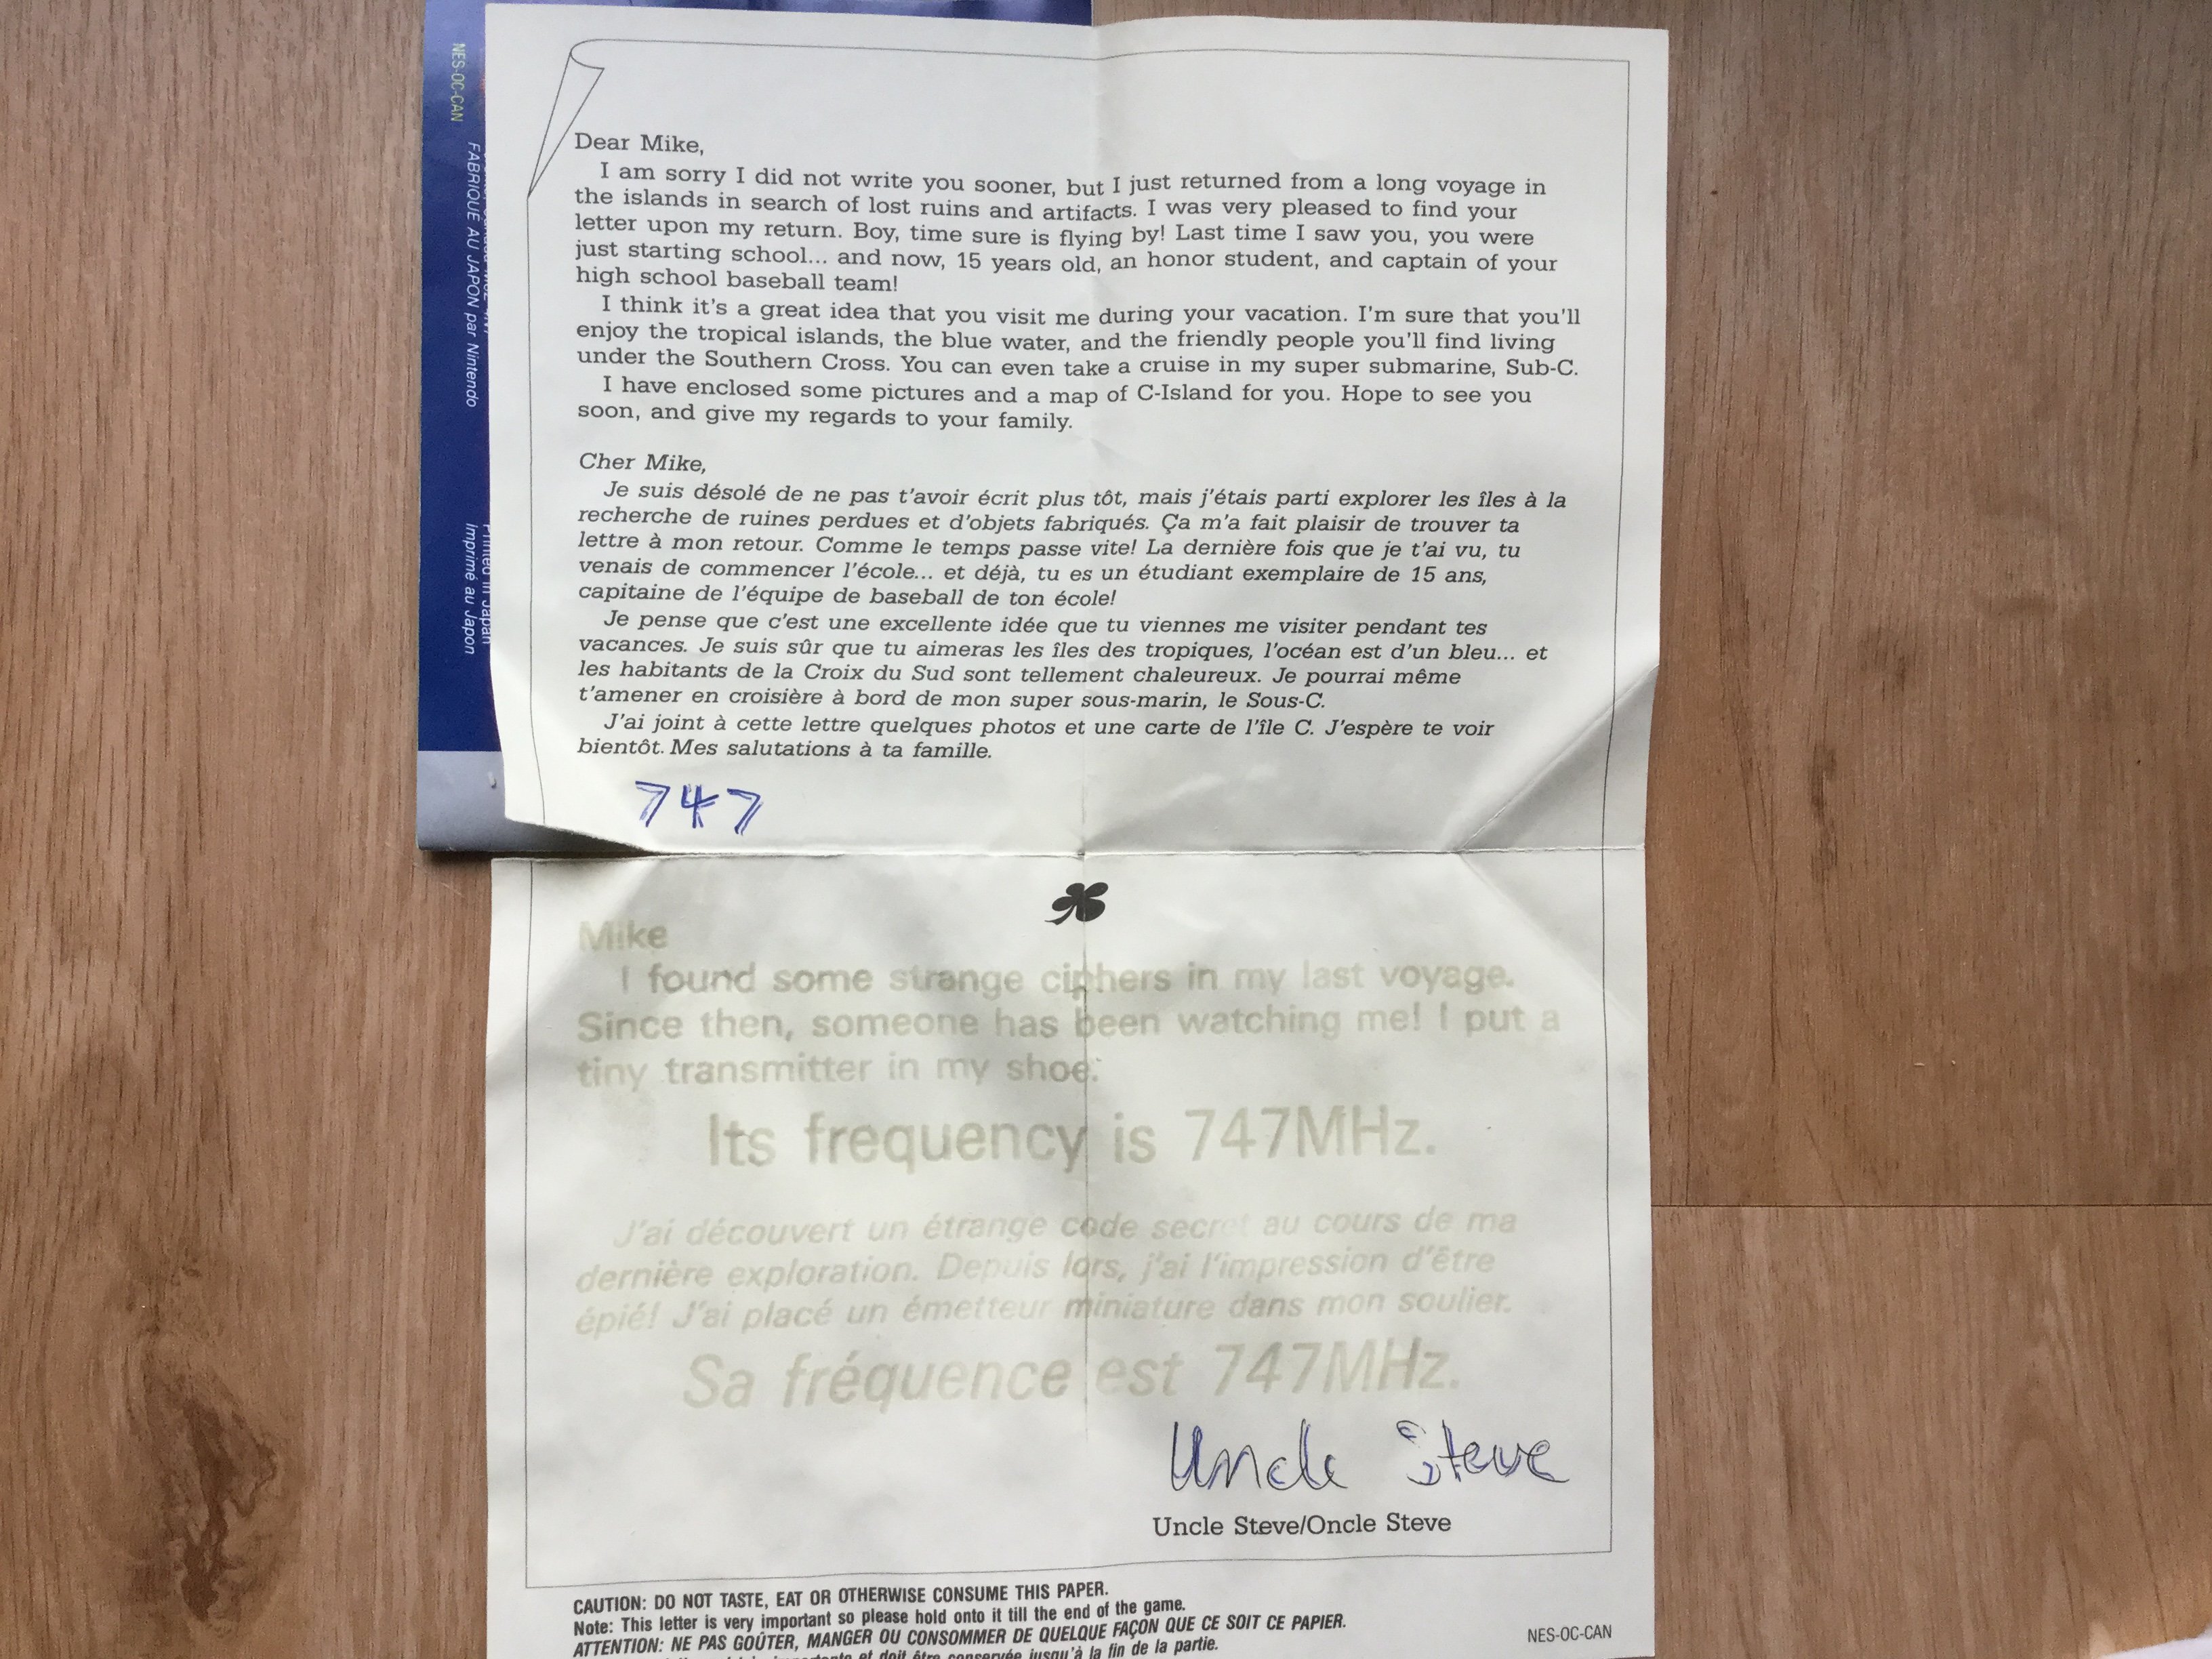 Dear Mike,
I am sorry I did not write you sooner, but I just returned from a long voyage in
the islands in search of lost ruins and artifacts. I was very pleased to find your
letter upon my return. Boy, time sure is flying by! Last time I saw you, you were
just starting school... and now, 15 years old, an honor student, and captain of your
high school baseball team!
I think it's a great idea that you visit me during your vacation. I'm sure that you'll
enjoy the tropical islands, the blue water, and the friendly people you'll find living
under the Southern Cross. You can even take a cruise in my super submarine, Sub-C.
I have enclosed some pictures and a map of C-Island for you. Hope to see you
soon, and give my regards to your family.
Cher Mike,
Je suis désolé de ne pas t'avoir écrit plus tôt, mais j'étais parti explorer les îles à la
recherche de ruines perdues et d'objets fabriqués. Ça m'a fait plaisir de trouver ta
lettre à mon retour. Comme le temps passe vite! La dernière fois que je t'ai vu, tu
venais de commencer l'école... et déjà, tu es un étudiant exemplaire de 15 ans,
capitaine de l'équipe de baseball de ton école!
Je pense que c'est une excellente idée que tu viennes me visiter pendant tes
vacances. Je suis sûr que tu aimeras les îles des tropiques, l'océan est d'un bleu... et
les habitants de la Croix du Sud sont tellement chaleureux. Je pourrai même
t'amener en croisière à bord de mon super sous-marin, le Sous-C.
J'ai joint à cette lettre quelques photos et une carte de l'île C. J'espère te voir
bientôt. Mes salutations à ta famille.
747
Mike
I found some strange ciphers in my last voyage.
Since then, someone has been watching me! I put a
tiny transmitter in my shoe.
Its frequency is 747MHz.
J'ai découvert un étrange code secret au cours de ma
dernière exploration. Depuis lors, j'ai l'impression d'être
épié! J'ai placé un émetteur miniature dans mon soulier.
Sa fréquence est 747MHz.
Uncle Steve
Uncle Steve/Oncle Steve
CAUTION: DO NOT TASTE, EAT OR OTHERWISE CONSUME THIS PAPER.
Note: This letter is very important so please hold onto it till the end of the game.
ATTENTION: NE PAS GOÛTER, MANGER OU CONSOMMER DE QUELQUE FAÇON QUE CE SOIT CE PAPIER.
et doit être conservée jusqu'à la fin de la partie.
NES-OC-CAN
NES-OC-CAN
FABRIQUE AU JAPON par Nintendo
Printed in Japan
Imprimé au Japon